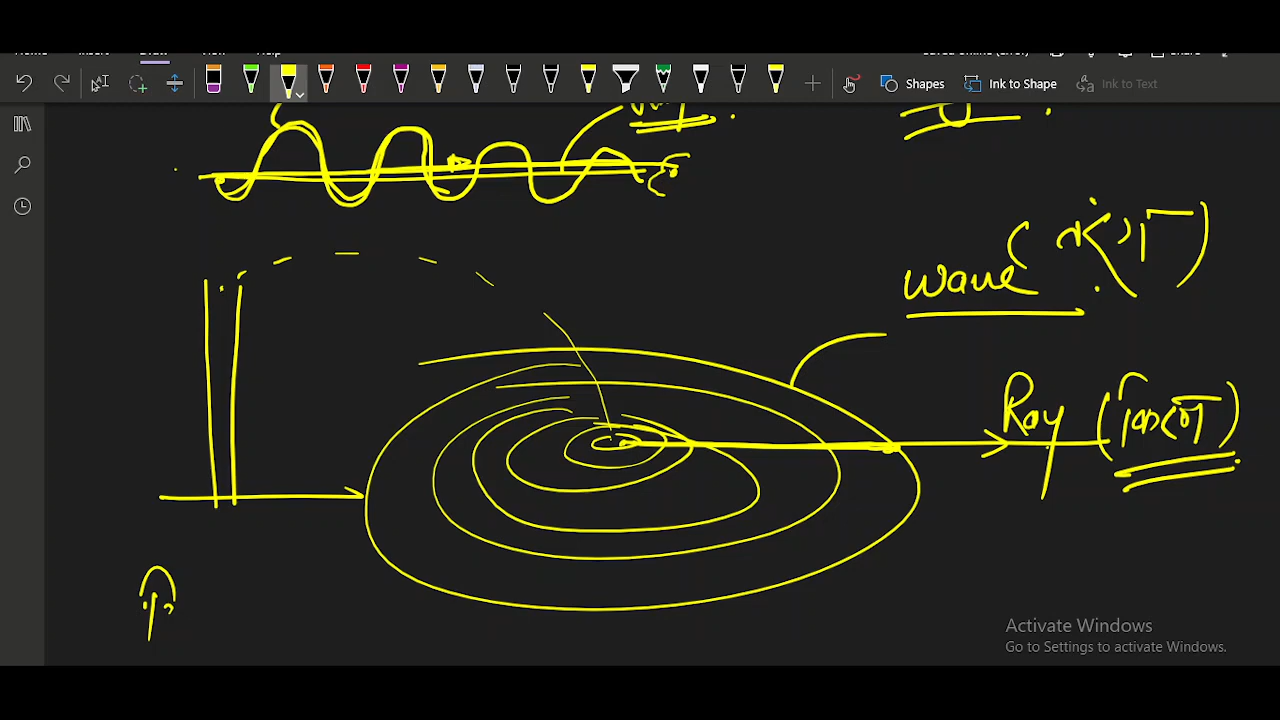 Shapes Ink to Shape Ink to Text
wave (तरंग)
Ray (किरण)
Activate Windows
Go to Settings to activate Windows.